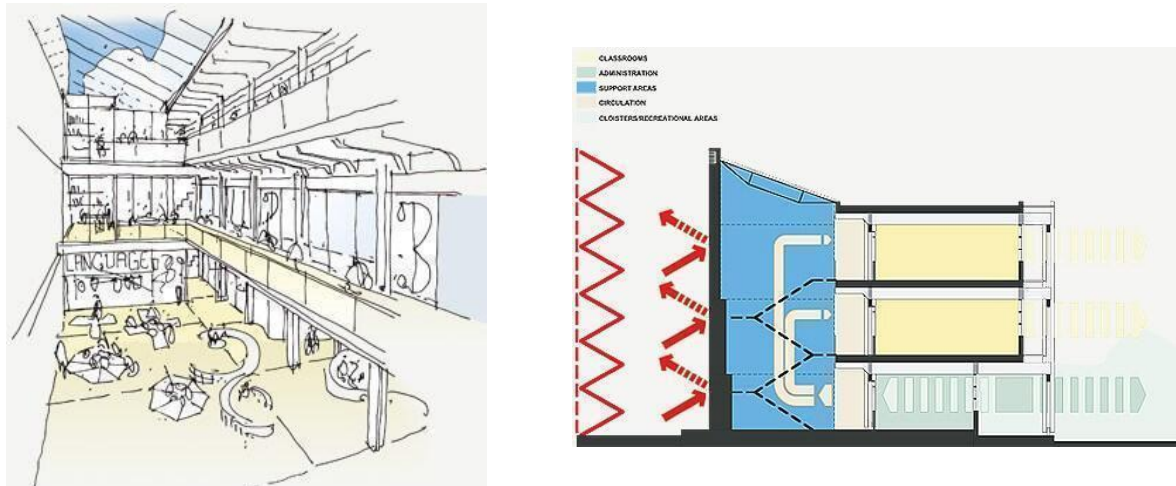 LANGUAGE
CLASSROOMS
ADMINISTRATION
SUPPORT AREAS
CIRCULATION
CLOISTERS/RECREATIONAL AREAS